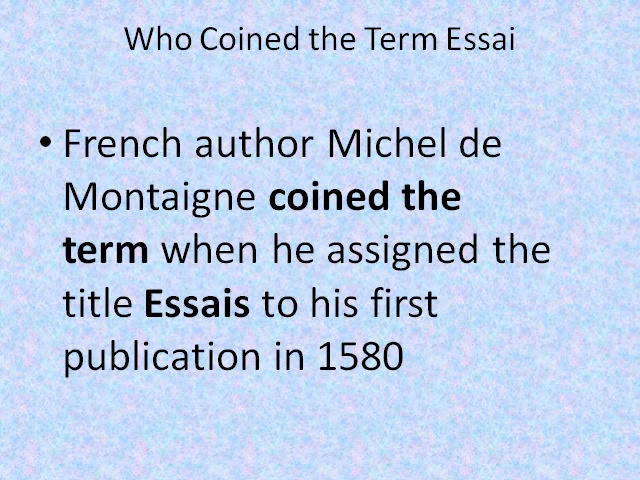 Who Coined the Term Essai
• French author Michel de
Montaigne coined the
term when he assigned the
title Essais to his first
publication in 1580